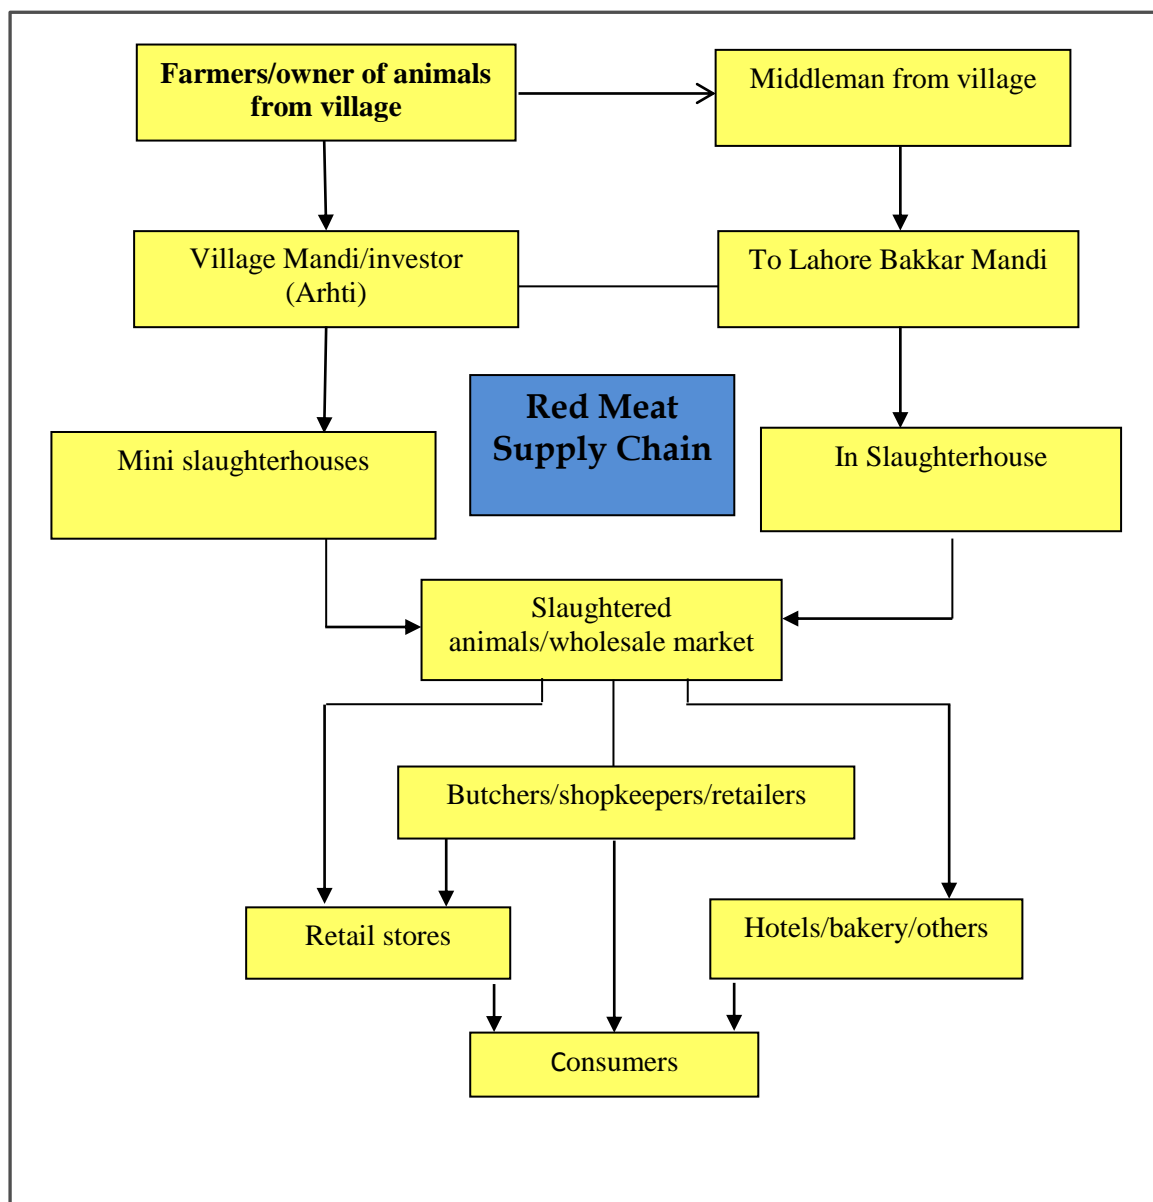 Farmers/owner of animals
from village
Middleman from village
Village Mandi/investor
(Arhti)
To Lahore Bakkar Mandi
Red Meat
Supply Chain
Mini slaughterhouses
In Slaughterhouse
Slaughtered
animals/wholesale market
Butchers/shopkeepers/retailers
Retail stores
Hotels/bakery/others
Consumers